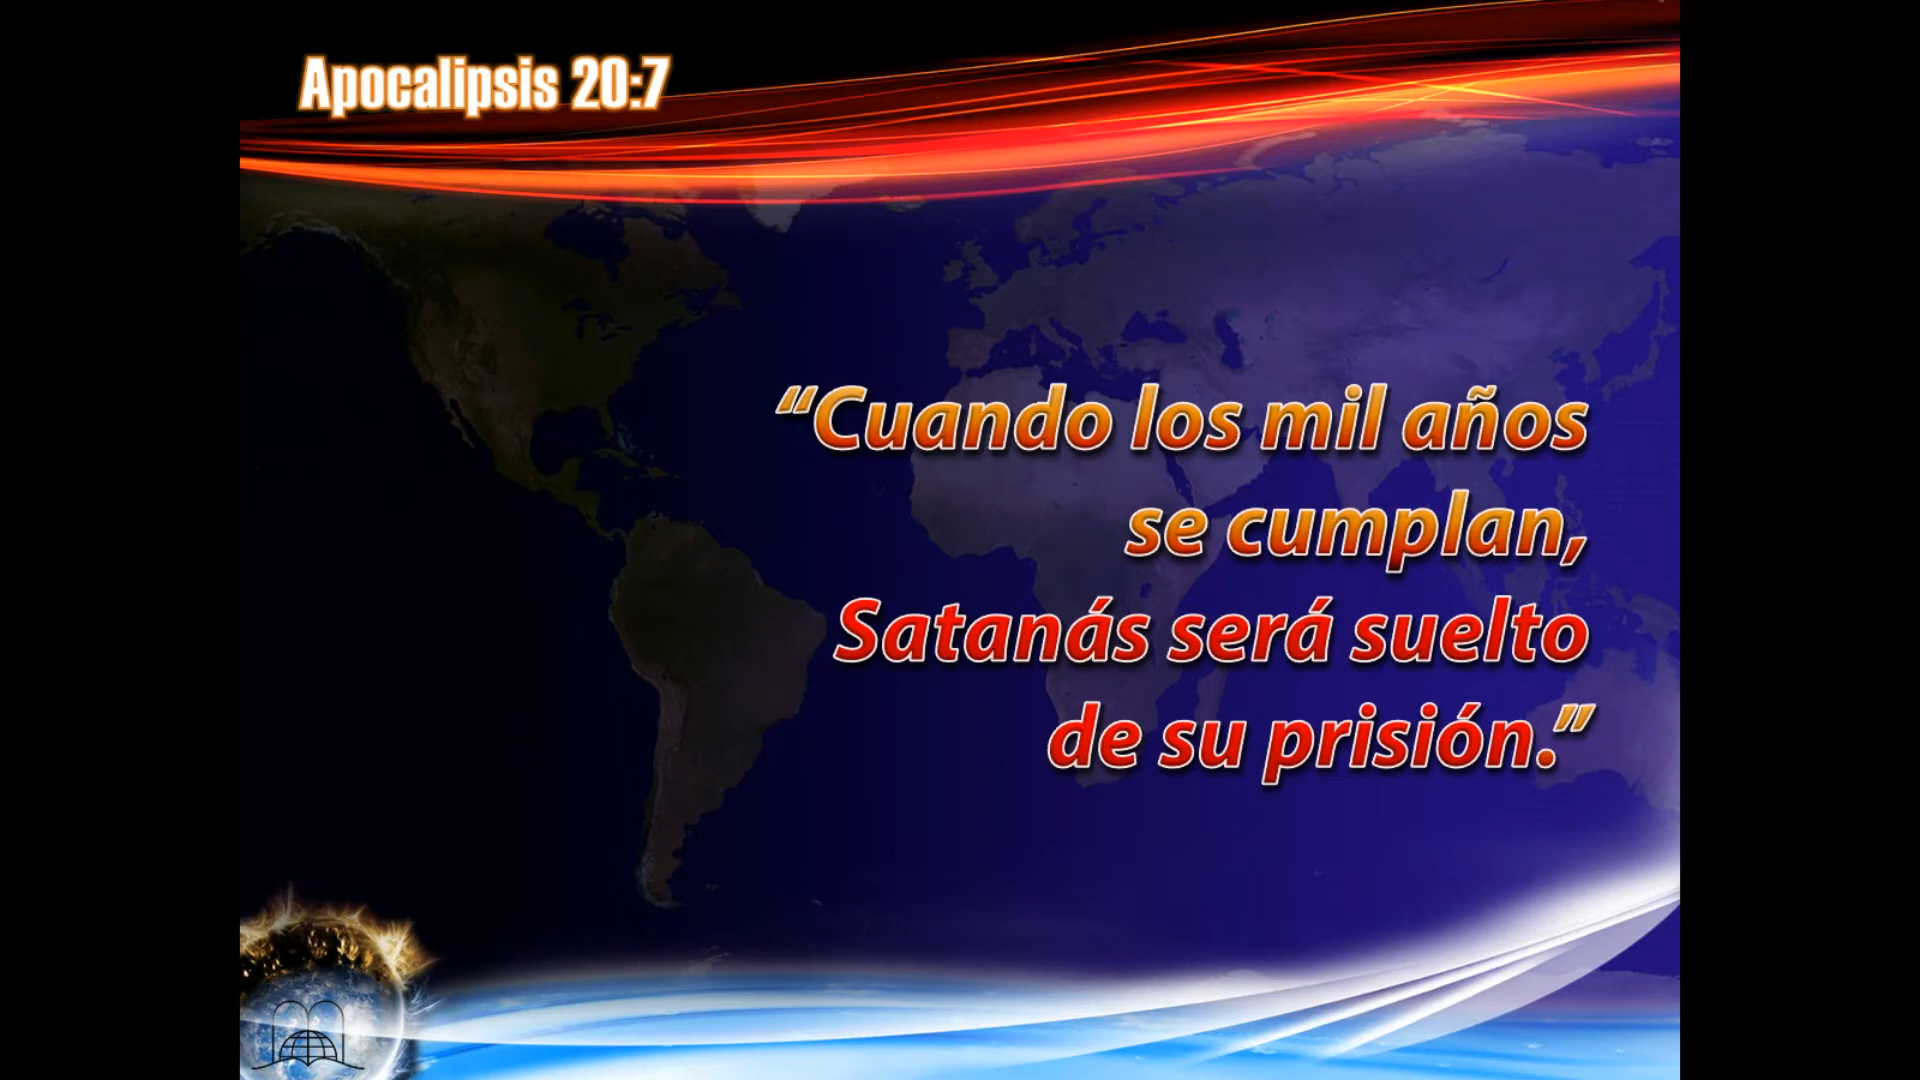 Apocalipsis 20:7
“Cuando los mil años
se cumplan,
Satanás será suelto
de su prisión.”